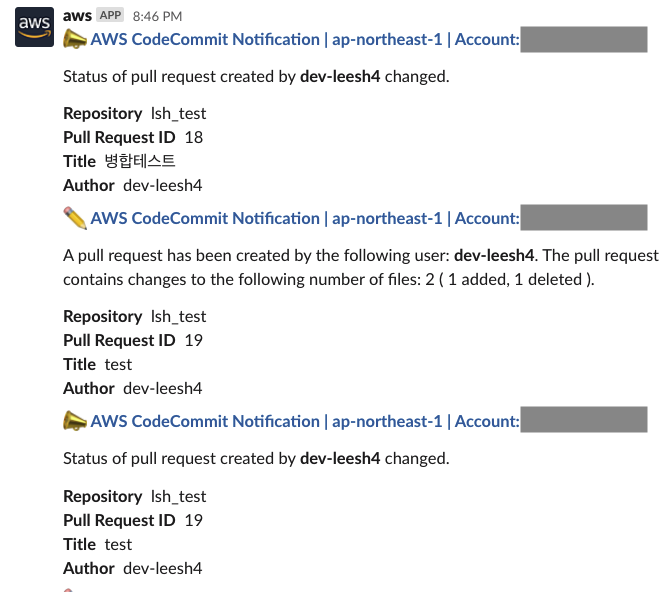 aws
aws APP 8:46 PM
AWS CodeCommit Notification | ap-northeast-1 | Account:
Status of pull request created by dev-leesh4 changed.
Repository lsh_test
Pull Request ID 18
Title 병합테스트
Author dev-leesh4
AWS CodeCommit Notification | ap-northeast-1 | Account:
A pull request has been created by the following user: dev-leesh4. The pull request
contains changes to the following number of files: 2 ( 1 added, 1 deleted ).
Repository lsh_test
Pull Request ID 19
Title test
Author dev-leesh4
AWS CodeCommit Notification | ap-northeast-1 | Account:
Status of pull request created by dev-leesh4 changed.
Repository lsh_test
Pull Request ID 19
Title test
Author dev-leesh4